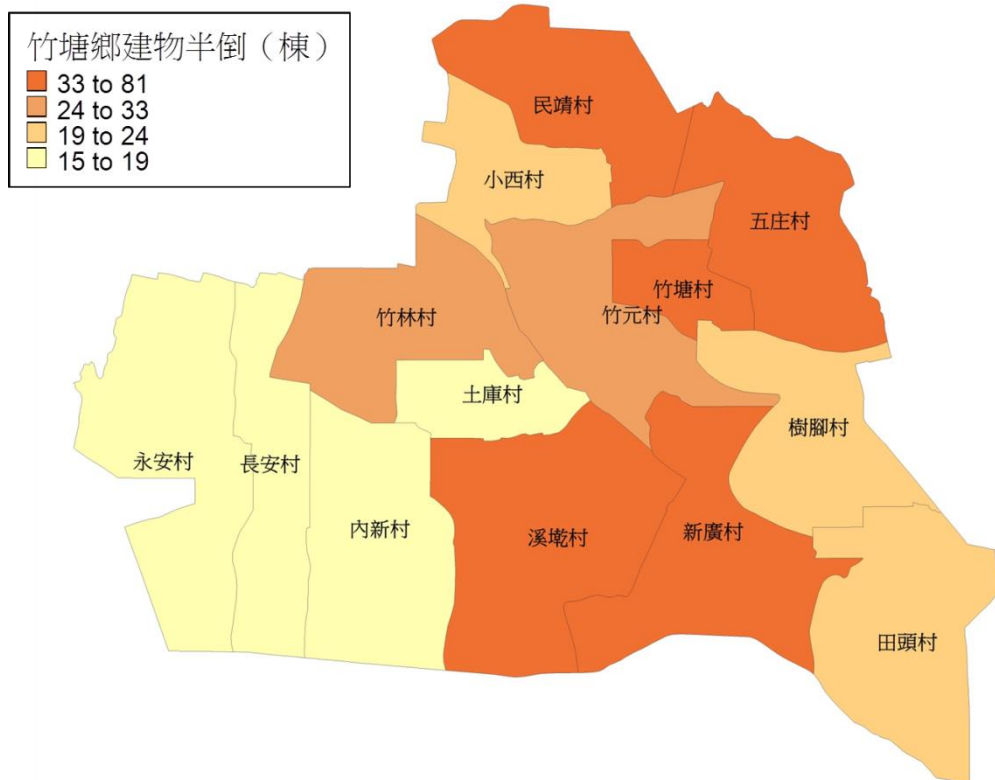 竹塘鄉建物半倒（棟）
33 to 81
24 to 33
19 to 24
15 to 19
民靖村
小西村
五庄村
竹塘村
竹元村
竹林村
土庫村
樹腳村
永安村
長安村
內新村
溪墘村
新廣村
田頭村